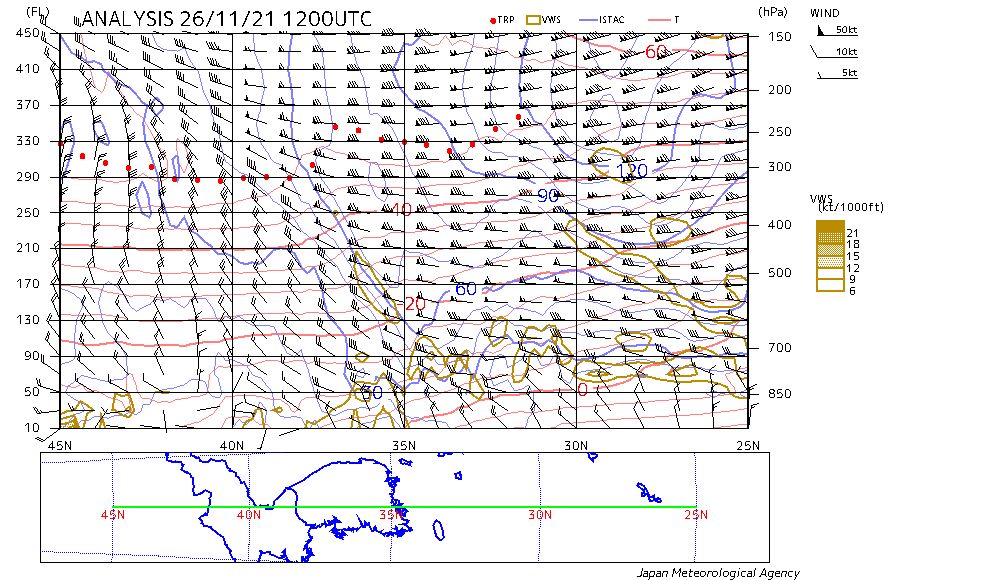 (FL) ANALYSIS 26/11/21 1200UTC TRP VWS ISTAC T (hPa) WIND
450 150 50kt
60
410 10kt
5kt
370 200
330 250
290 120 300
90
250 40 VWS
(kt/1000ft)
210 400 21
18
170 60 500 15
20 12
130 9
6
90 700
50 30 0 850
10
45N 40N 35N 30N 25N
45N 40N 35N 30N 25N
Japan Meteorological Agency